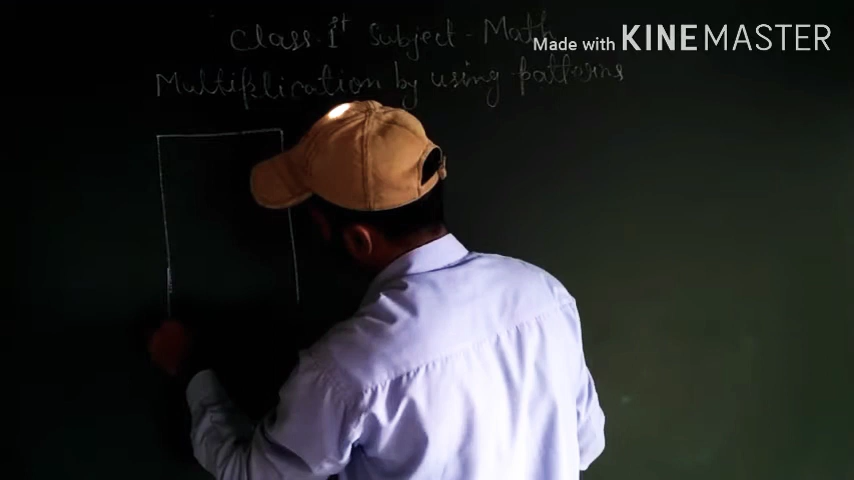 Class 1st Subject - Math
Made with KINEMASTER
Multiplication by using patterns